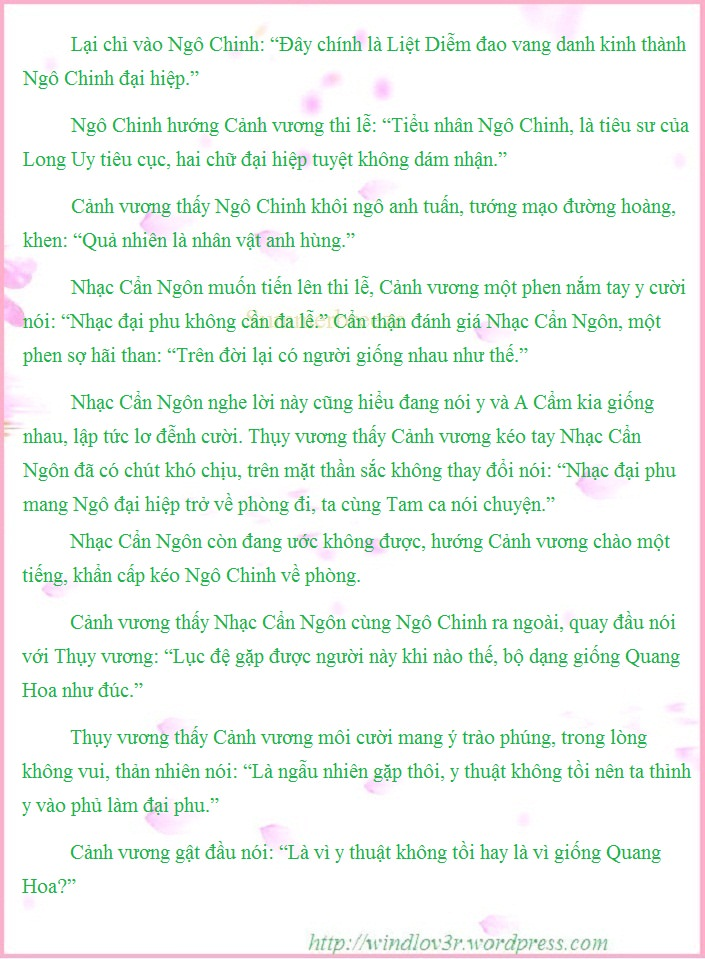 Lại chỉ vào Ngô Chinh: “Đây chính là Liệt Diễm đao vang danh kinh thành
Ngô Chinh đại hiệp.”
Ngô Chinh hướng Cảnh vương thi lễ: “Tiểu nhân Ngô Chinh, là tiêu sư của
Long Uy tiêu cục, hai chữ đại hiệp tuyệt không dám nhận.”
Cảnh vương thấy Ngô Chinh khôi ngô anh tuấn, tướng mạo đường hoàng,
khen: “Quả nhiên là nhân vật anh hùng.”
Nhạc Cẩn Ngôn muốn tiến lên thi lễ, Cảnh vương một phen nắm tay y cười
nói: “Nhạc đại phu không cần đa lễ.” Cẩn thận đánh giá Nhạc Cẩn Ngôn, một
phen sợ hãi than: “Trên đời lại có người giống nhau như thế.”
Nhạc Cẩn Ngôn nghe lời này cũng hiểu đang nói y và A Cẩm kia giống
nhau, lập tức lơ đễnh cười. Thụy vương thấy Cảnh vương kéo tay Nhạc Cẩn
Ngôn đã có chút khó chịu, trên mặt thần sắc không thay đổi nói: “Nhạc đại phu
mang Ngô đại hiệp trở về phòng đi, ta cùng Tam ca nói chuyện.”
Nhạc Cẩn Ngôn còn đang ước không được, hướng Cảnh vương chào một
tiếng, khẩn cấp kéo Ngô Chinh về phòng.
Cảnh vương thấy Nhạc Cẩn Ngôn cùng Ngô Chinh ra ngoài, quay đầu nói
với Thụy vương: “Lục đệ gặp được người này khi nào thế, bộ dạng giống Quang
Hoa như đúc.”
Thụy vương thấy Cảnh vương môi cười mang ý trào phúng, trong lòng
không vui, thản nhiên nói: “Là ngẫu nhiên gặp thôi, y thuật không tồi nên ta thỉnh
y vào phủ làm đại phu.”
Cảnh vương gật đầu nói: “Là vì y thuật không tồi hay là vì giống Quang
Hoa?”
http://windlov3r.wordpress.com